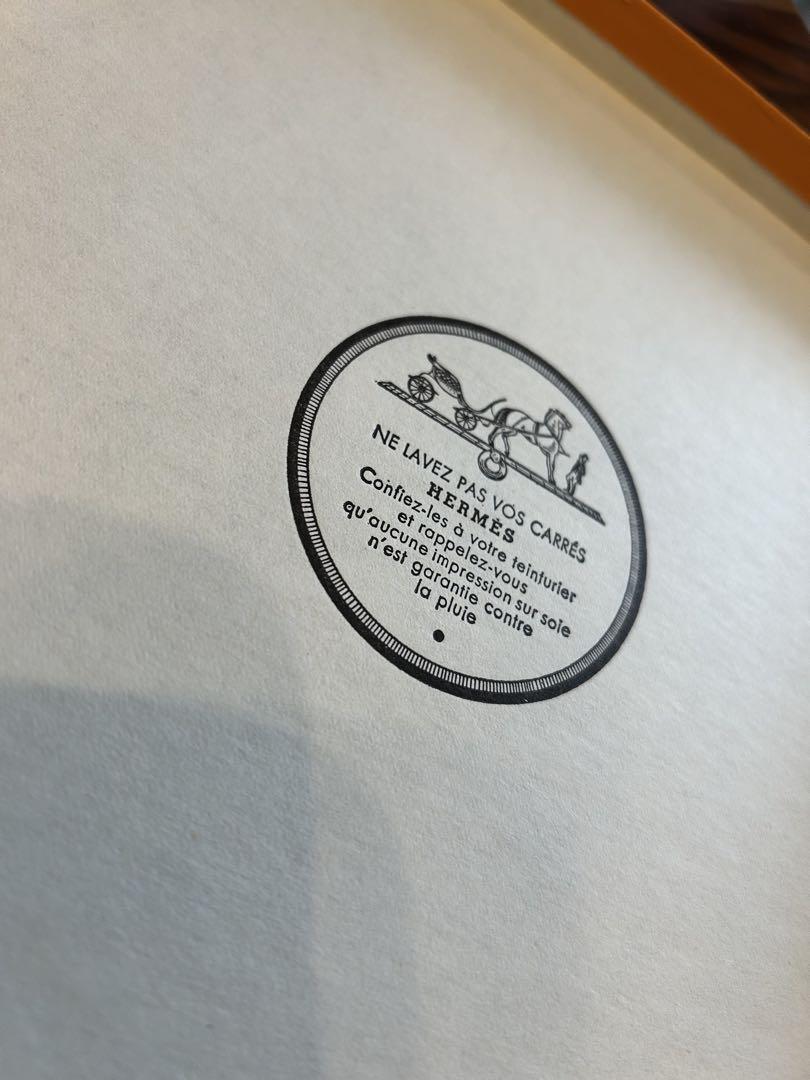 NE LAVEZ PAS VOS CARRÉS
HERMÈS
Confiez-les à votre teinturier
et rappelez-vous
qu'aucune impression sur soie
n'est garantie contre
la pluie